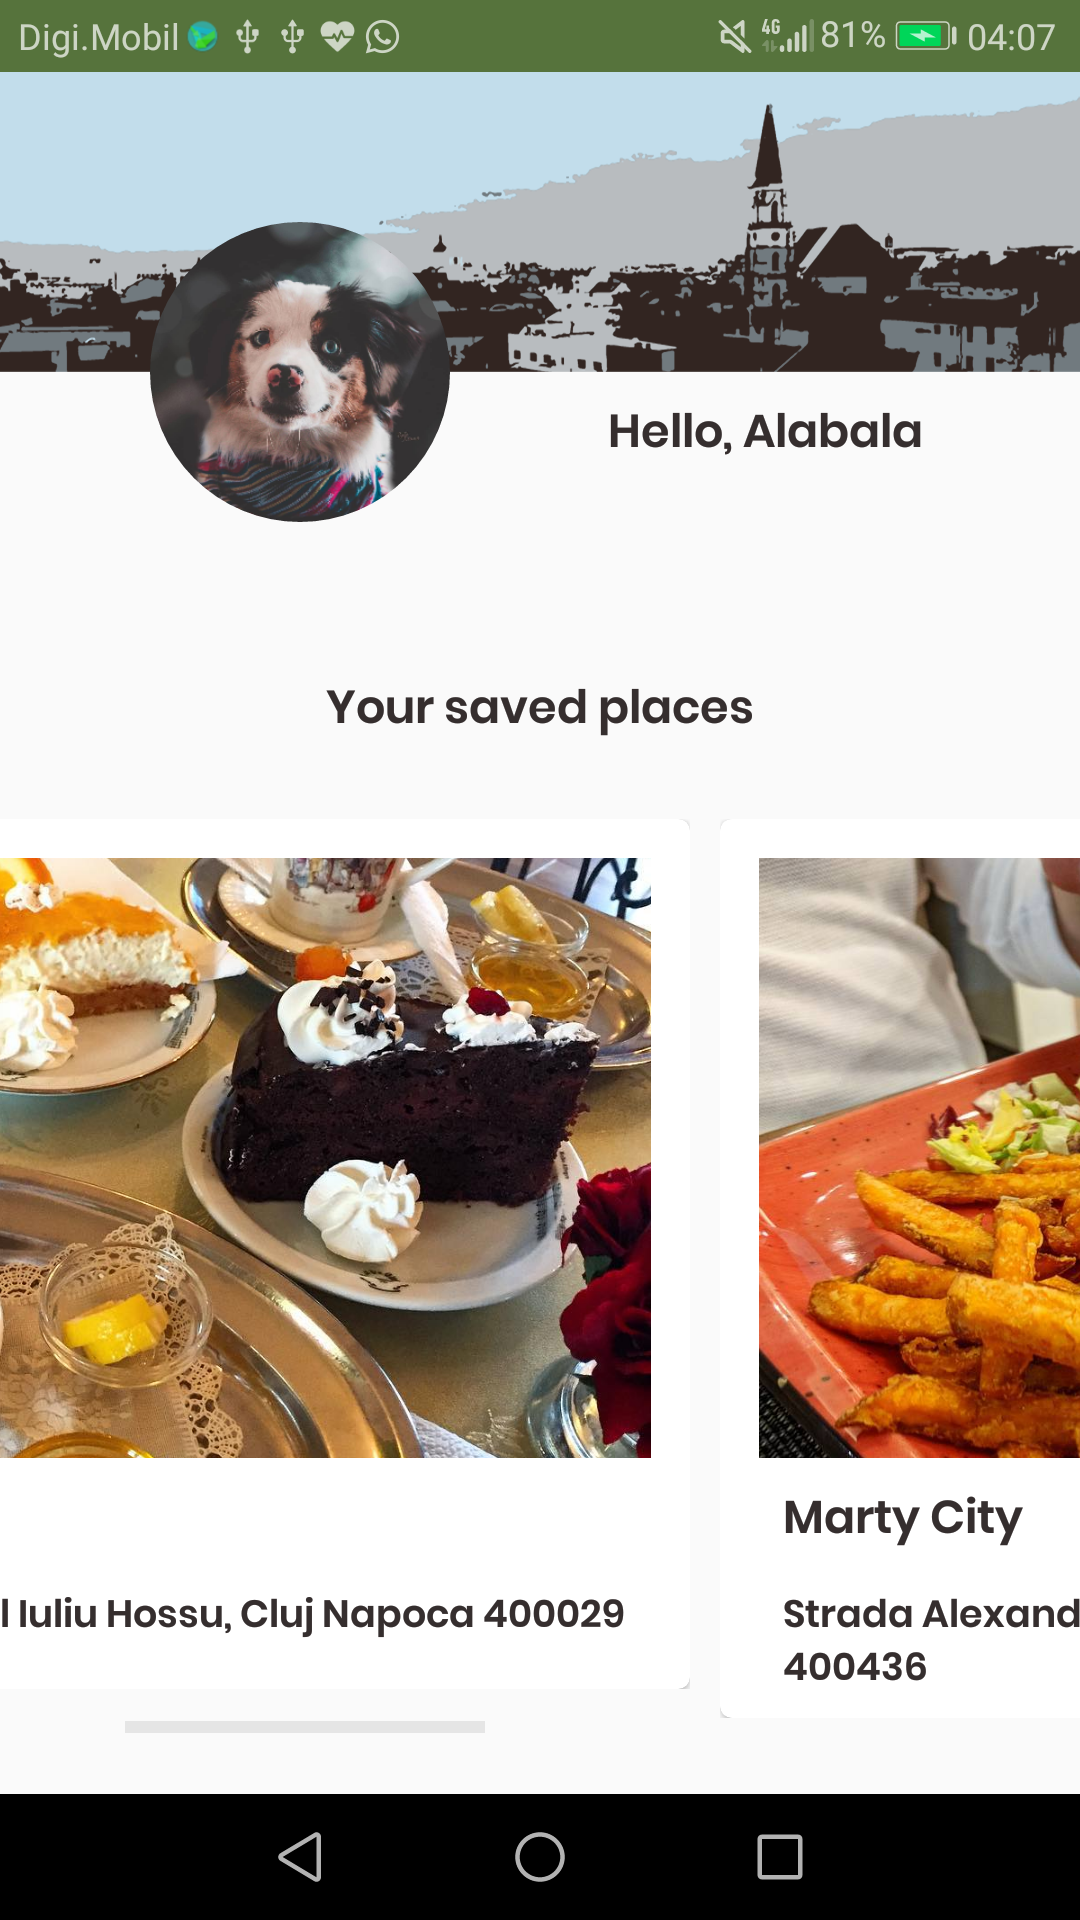 Digi.Mobil 4G 81% 04:07
Hello, Alabala
Your saved places
Marty City
l Iuliu Hossu, Cluj Napoca 400029
Strada Alexand
400436